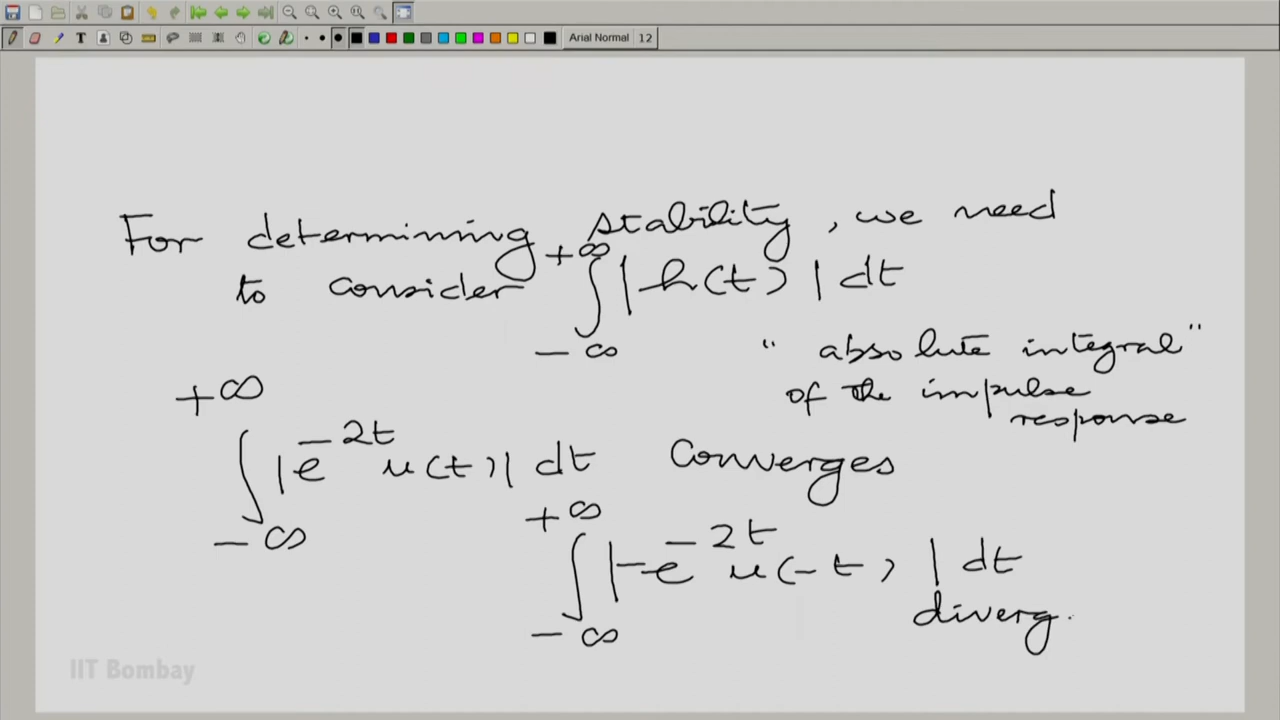 Arial Normal 12
For determining stability, we need
to consider ∫_{-∞}^{+∞} |h(t)| dt
"absolute integral"
of the impulse
response
∫_{-∞}^{+∞} |e^{-2t} u(t)| dt Converges
∫_{-∞}^{+∞} |-e^{-2t} u(-t)| dt
diverg
IIT Bombay